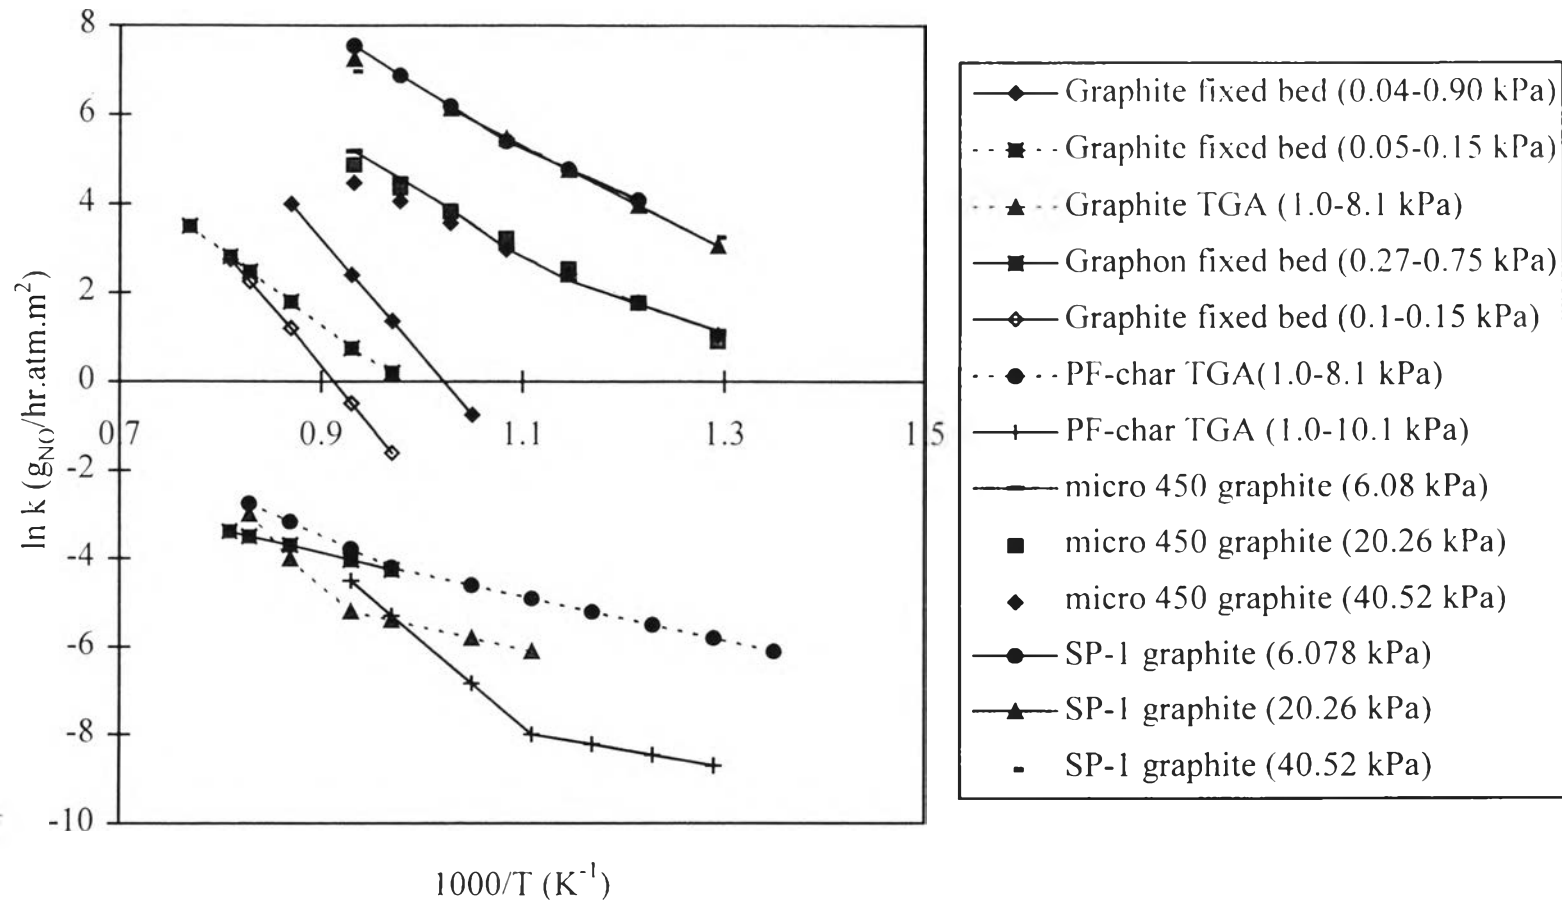 8
6
4
2
0
-2
-4
-6
-8
-10
0.7
0.9
1.1
1.3
1.5
ln k (gNO/hr.atm.m²)
1000/T (K⁻¹)
Graphite fixed bed (0.04-0.90 kPa)
Graphite fixed bed (0.05-0.15 kPa)
Graphite TGA (1.0-8.1 kPa)
Graphon fixed bed (0.27-0.75 kPa)
Graphite fixed bed (0.1-0.15 kPa)
PF-char TGA(1.0-8.1 kPa)
PF-char TGA (1.0-10.1 kPa)
micro 450 graphite (6.08 kPa)
micro 450 graphite (20.26 kPa)
micro 450 graphite (40.52 kPa)
SP-1 graphite (6.078 kPa)
SP-1 graphite (20.26 kPa)
SP-1 graphite (40.52 kPa)